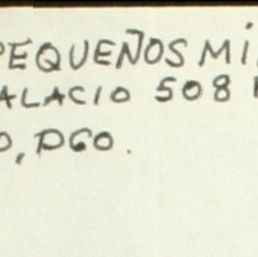 PEQUEÑOS MI
ALACIO 508
O, DGO.